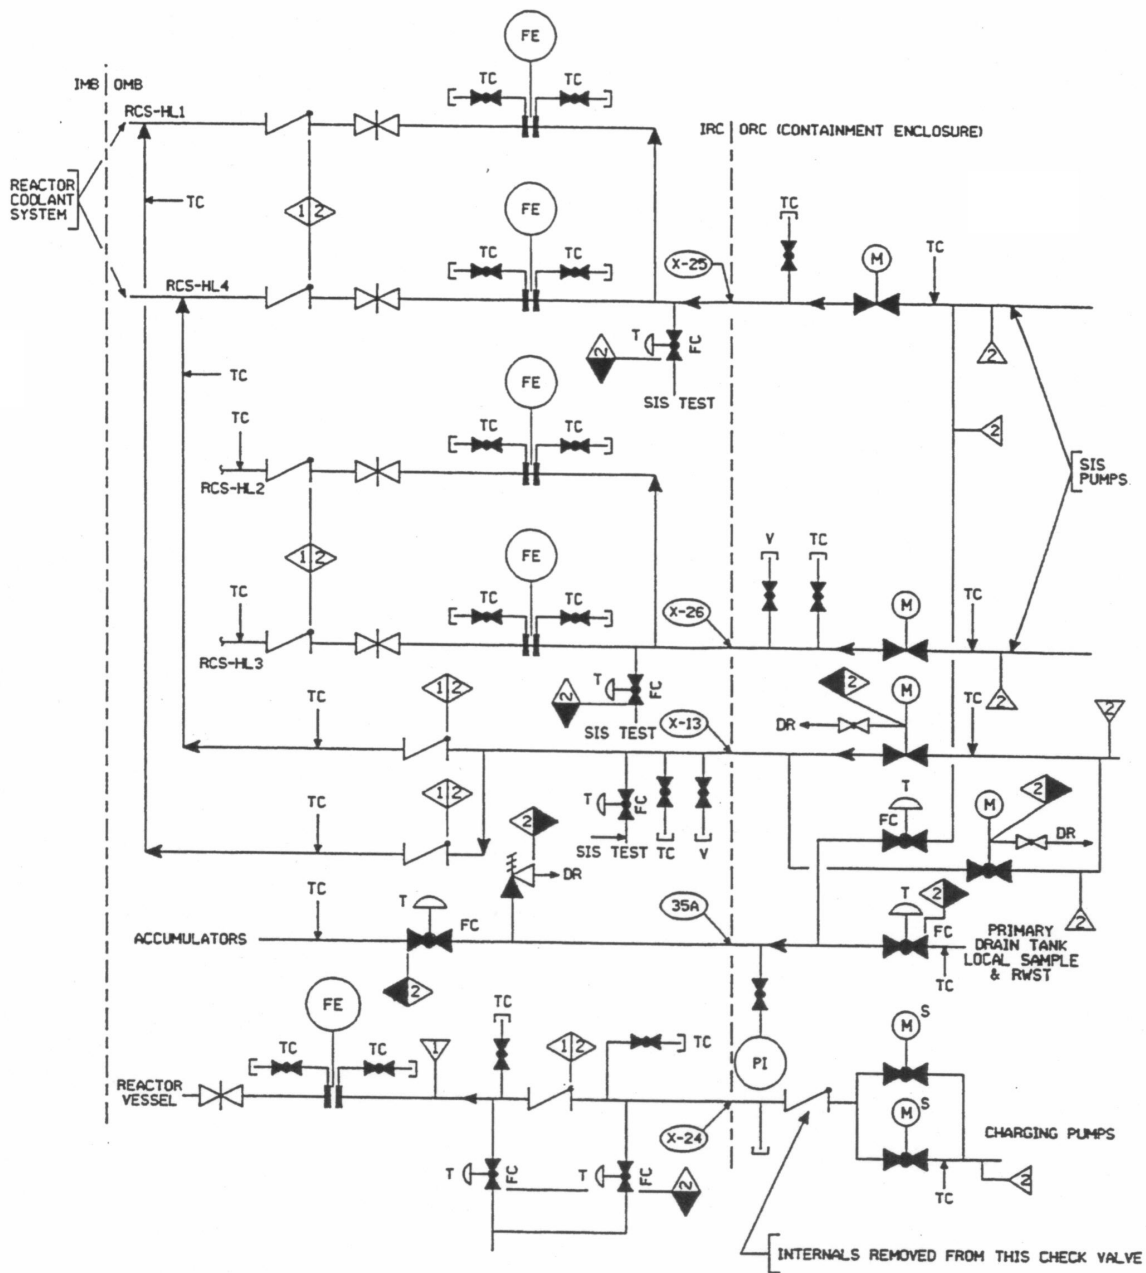 FE
TC
TC
IMB OMB
RCS-HL1
IRC ORC (CONTAINMENT ENCLOSURE)
REACTOR
COOLANT
SYSTEM
TC
FE
1 2
TC
TC
TC
X-25
M
TC
RCS-HL4
T
FC
2
2
SIS TEST
FE
TC
TC
TC
TC
2
RCS-HL2
SIS
PUMPS
FE
V
TC
1 2
TC
TC
TC
X-26
M
TC
RCS-HL3
T
FC
2
2
SIS TEST
1 2
TC
X-13
2
M
DR
TC
2
T
FC
1 2
TC
2
SIS TEST
TC
V
DR
T
FC
M
2
DR
TC
T
FC
35A
T
2
FC
2
ACCUMULATORS
PRIMARY
DRAIN TANK
LOCAL SAMPLE
& RWST
TC
2
FE
TC
TC
1
TC
1 2
TC
PI
M
S
REACTOR
VESSEL
X-24
M
S
CHARGING PUMPS
TC
2
T
FC
T
FC
2
INTERNALS REMOVED FROM THIS CHECK VALVE